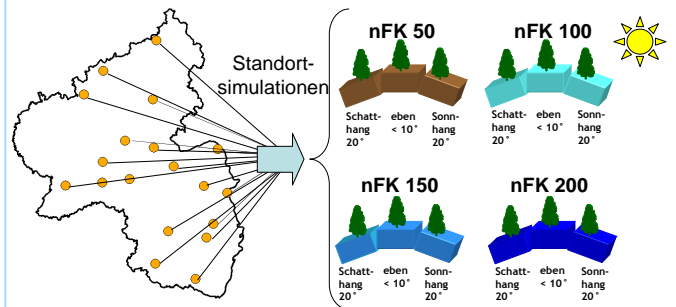 Standort-
simulationen
nFK 50
Schatt-
hang
20°
eben
< 10°
Sonn-
hang
20°
nFK 100
Schatt-
hang
20°
eben
< 10°
Sonn-
hang
20°
nFK 150
Schatt-
hang
20°
eben
< 10°
Sonn-
hang
20°
nFK 200
Schatt-
hang
20°
eben
< 10°
Sonn-
hang
20°